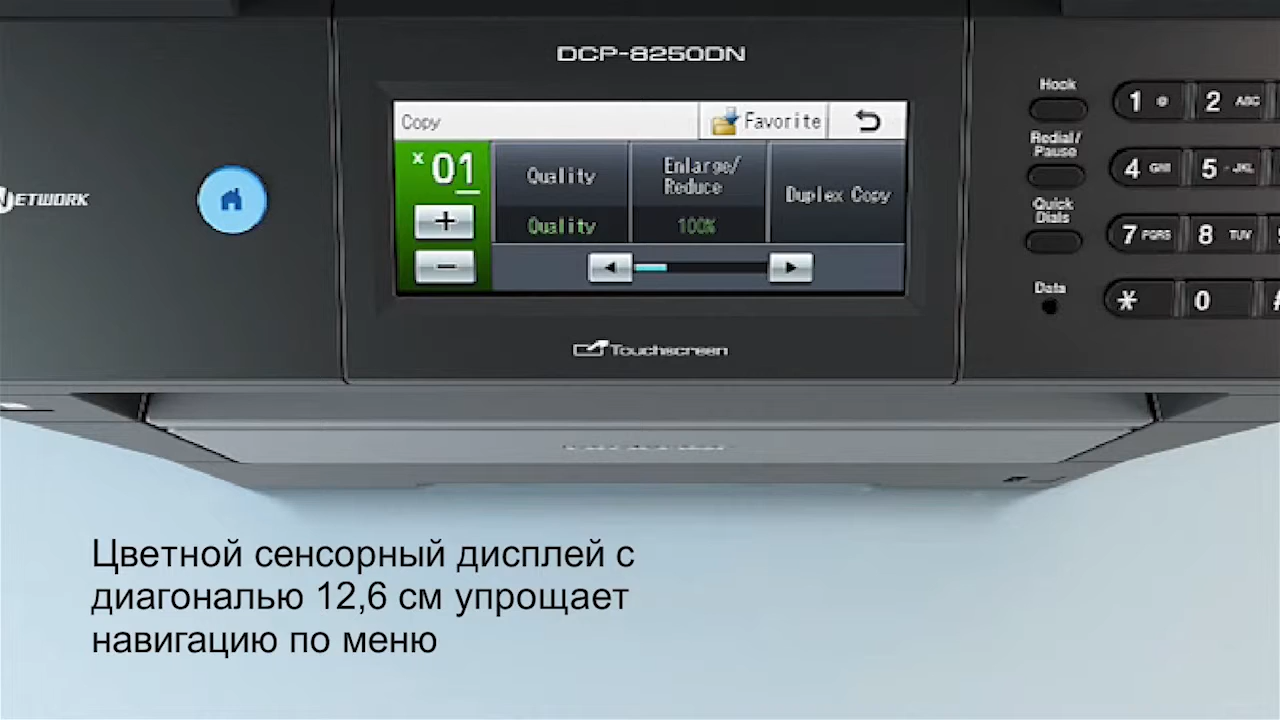 DCP-8250DN
Copy
Favorite
x 01
+
−
Quality
Quality
Enlarge/
Reduce
100%
Duplex Copy
Touchscreen
NETWORK
Hook
Redial/
Pause
Quick
Dials
Data
1 @
2 ABC
4 GHI
5 JKL
7 PQRS
8 TUV
*
0
Цветной сенсорный дисплей с
диагональю 12,6 см упрощает
навигацию по меню